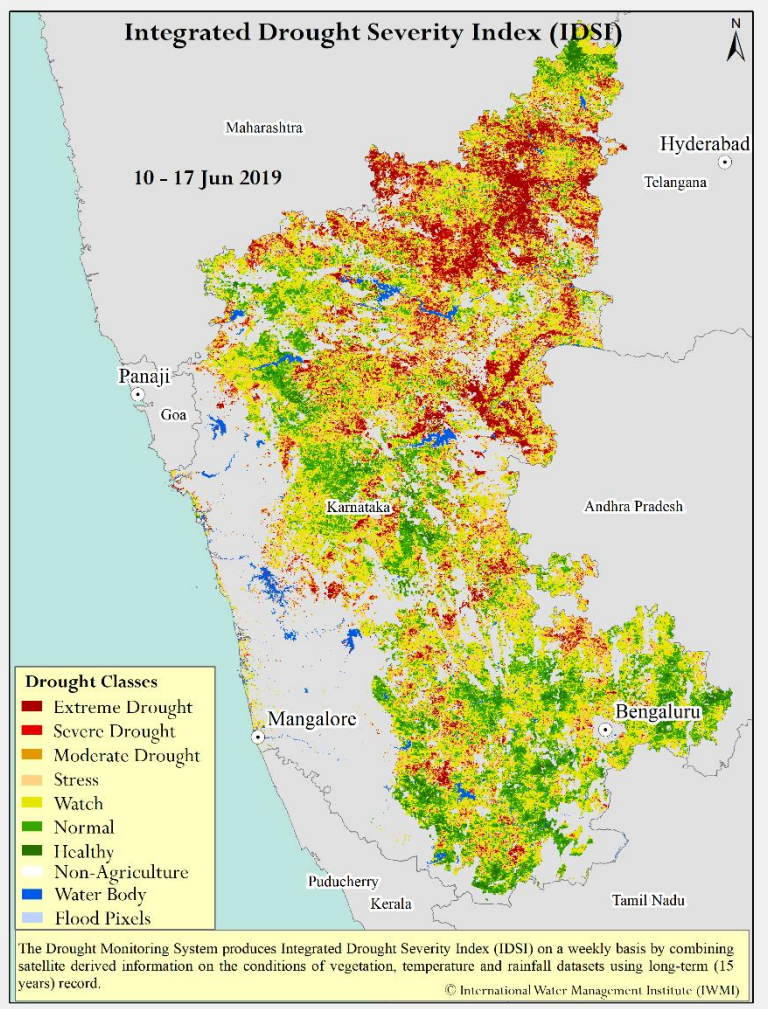 Integrated Drought Severity Index (IDSI)
N
Maharashtra
Hyderabad
10 - 17 Jun 2019
Telangana
Panaji
Goa
Karnataka
Andhra Pradesh
Drought Classes
Extreme Drought
Severe Drought
Moderate Drought
Stress
Watch
Normal
Healthy
Non-Agriculture
Water Body
Flood Pixels
Mangalore
Bengaluru
Puducherry
Kerala
Tamil Nadu
The Drought Monitoring System produces Integrated Drought Severity Index (IDSI) on a weekly basis by combining
satellite derived information on the conditions of vegetation, temperature and rainfall datasets using long-term (15
years) record.
© International Water Management Institute (IWMI)